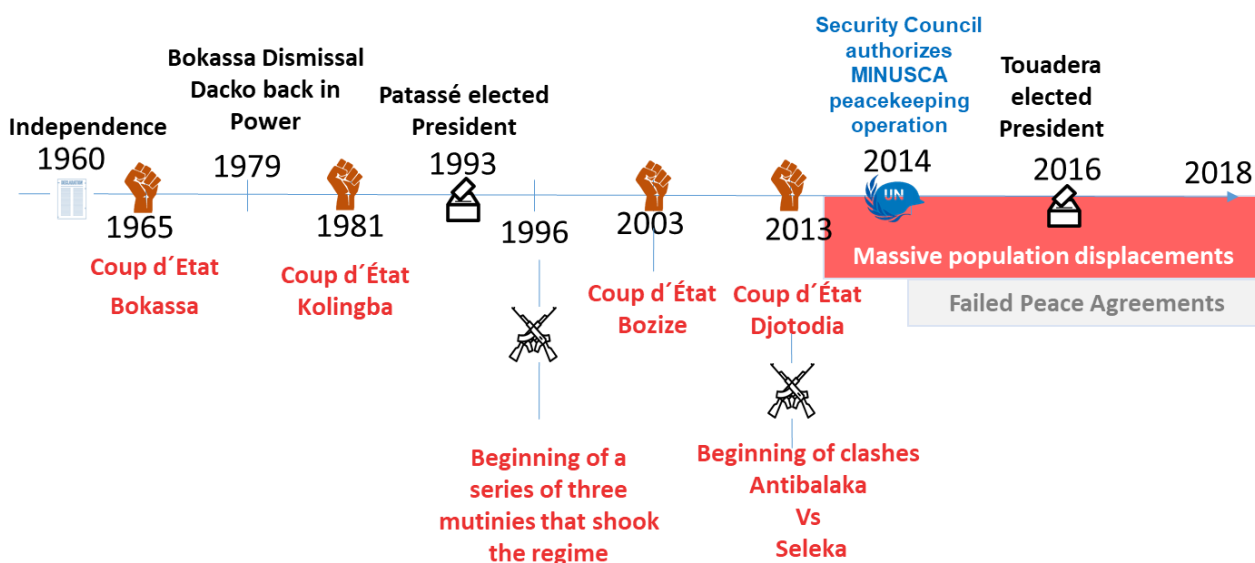 Independence
1960
1965
Coup d´Etat
Bokassa
Bokassa Dismissal
Dacko back in
Power
1979
1981
Coup d´État
Kolingba
Patassé elected
President
1993
1996
Beginning of a
series of three
mutinies that shook
the regime
2003
Coup d´État
Bozize
2013
Coup d´État
Djotodia
Beginning of clashes
Antibalaka
Vs
Seleka
Security Council
authorizes
MINUSCA
peacekeeping
operation
2014
UN
Touadera
elected
President
2016
2018
Massive population displacements
Failed Peace Agreements